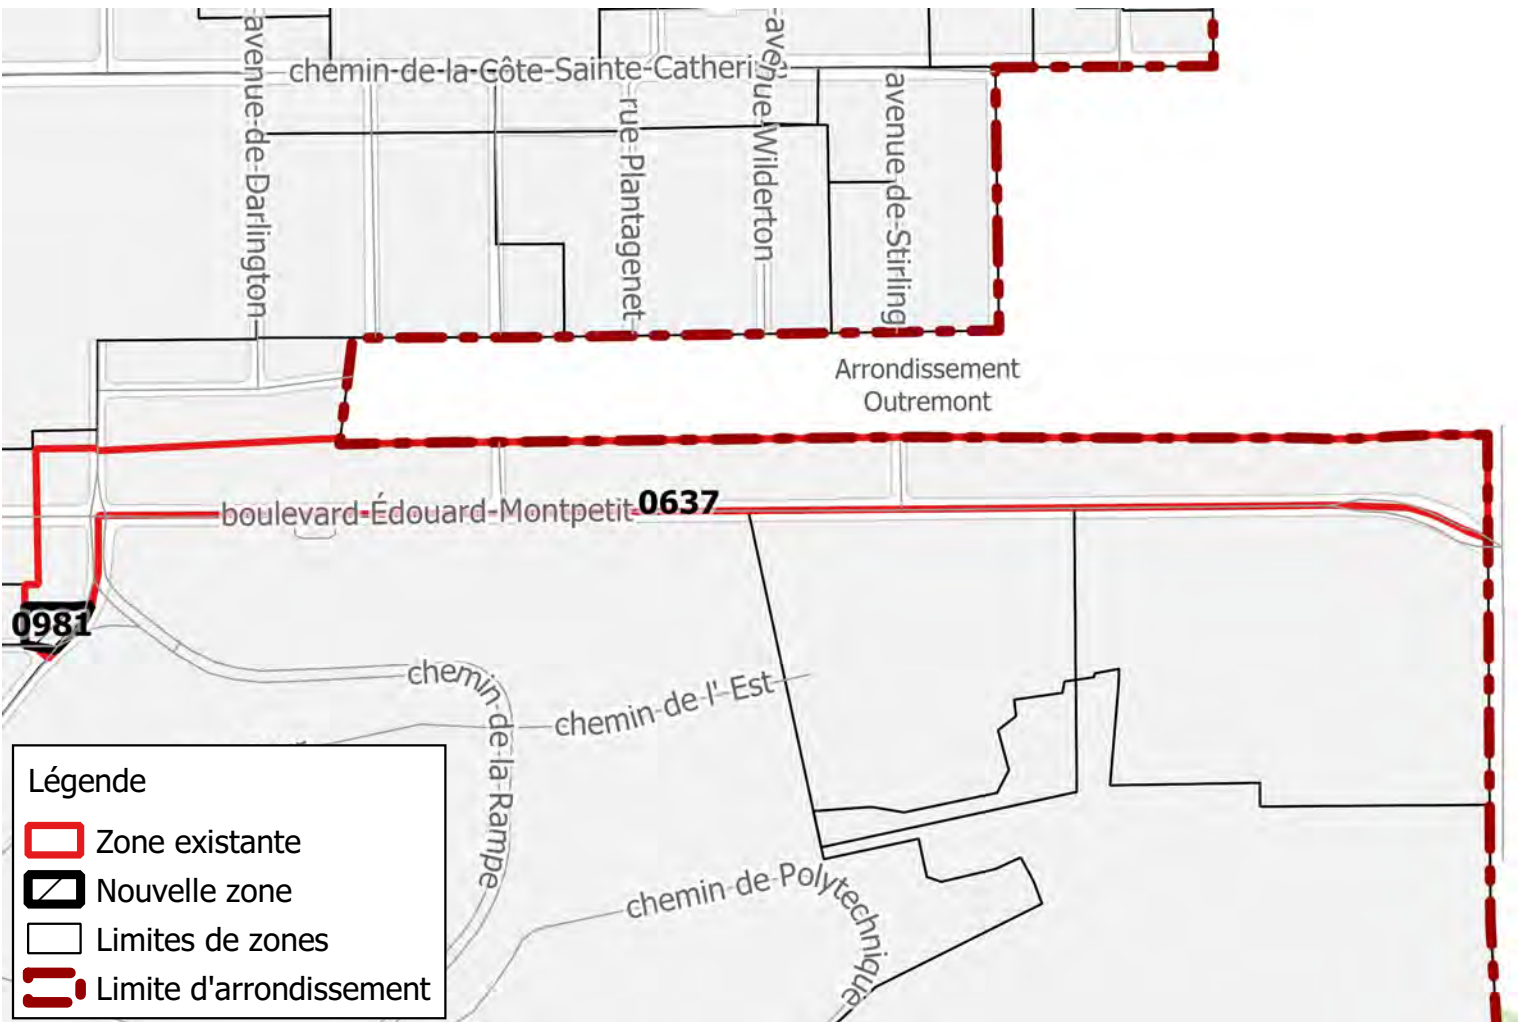 avenue-de-Darlington
chemin-de-la-Côte-Sainte-Catherine
rue-Plantagenet
avenue-Wilderton
avenue-de-Stirling
Arrondissement
Outremont
boulevard-Édouard-Montpetit
0637
0981
chemin-de-la-Rampe
chemin-de-l'-Est
chemin-de-Polytechnique
Légende
Zone existante
Nouvelle zone
Limites de zones
Limite d'arrondissement